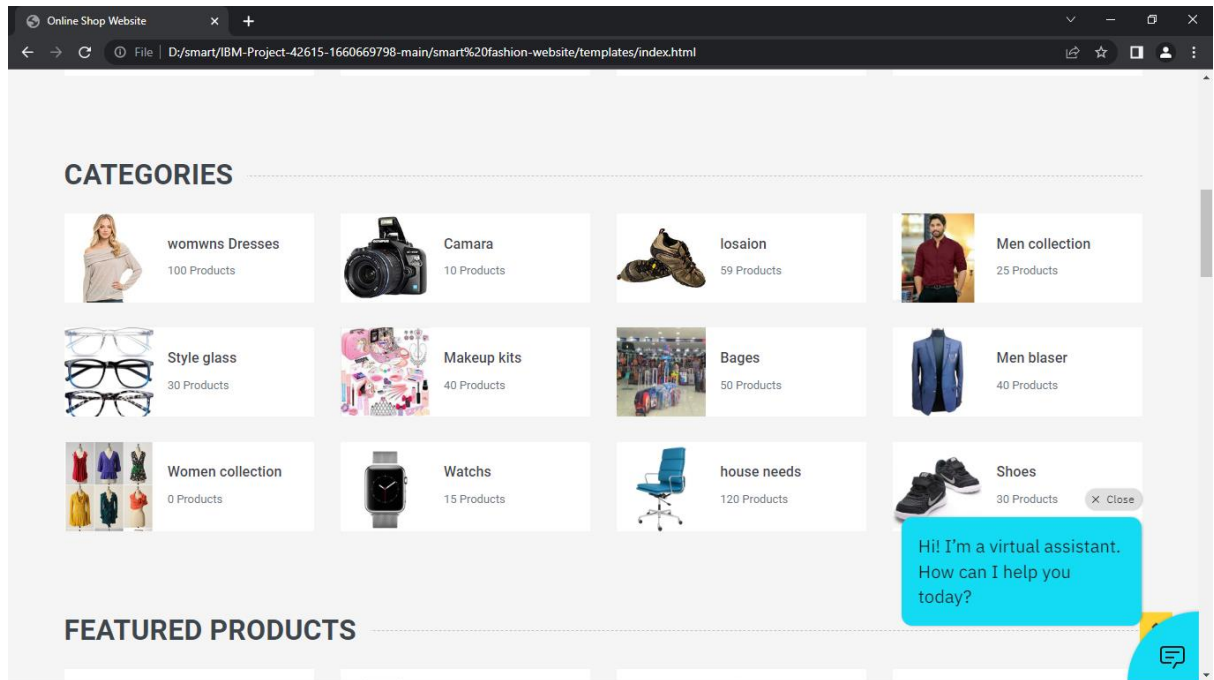 Online Shop Website
File D:/smart/IBM-Project-42615-1660669798-main/smart%20fashion-website/templates/index.html
CATEGORIES
womwns Dresses
100 Products
Camara
10 Products
losaion
59 Products
Men collection
25 Products
Style glass
30 Products
Makeup kits
40 Products
Bages
50 Products
Men blaser
40 Products
Women collection
0 Products
Watchs
15 Products
house needs
120 Products
Shoes
30 Products
Close
Hi! I'm a virtual assistant.
How can I help you
today?
FEATURED PRODUCTS